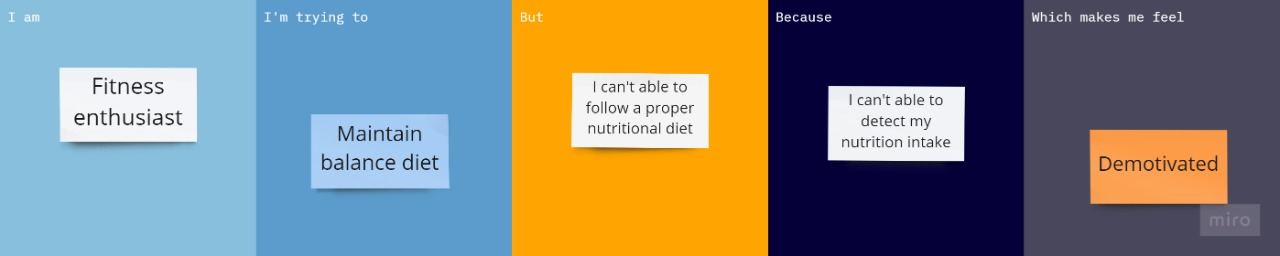 I am
Fitness
enthusiast
I'm trying to
Maintain
balance diet
But
I can't able to
follow a proper
nutritional diet
Because
I can't able to
detect my
nutrition intake
Which makes me feel
Demotivated
miro